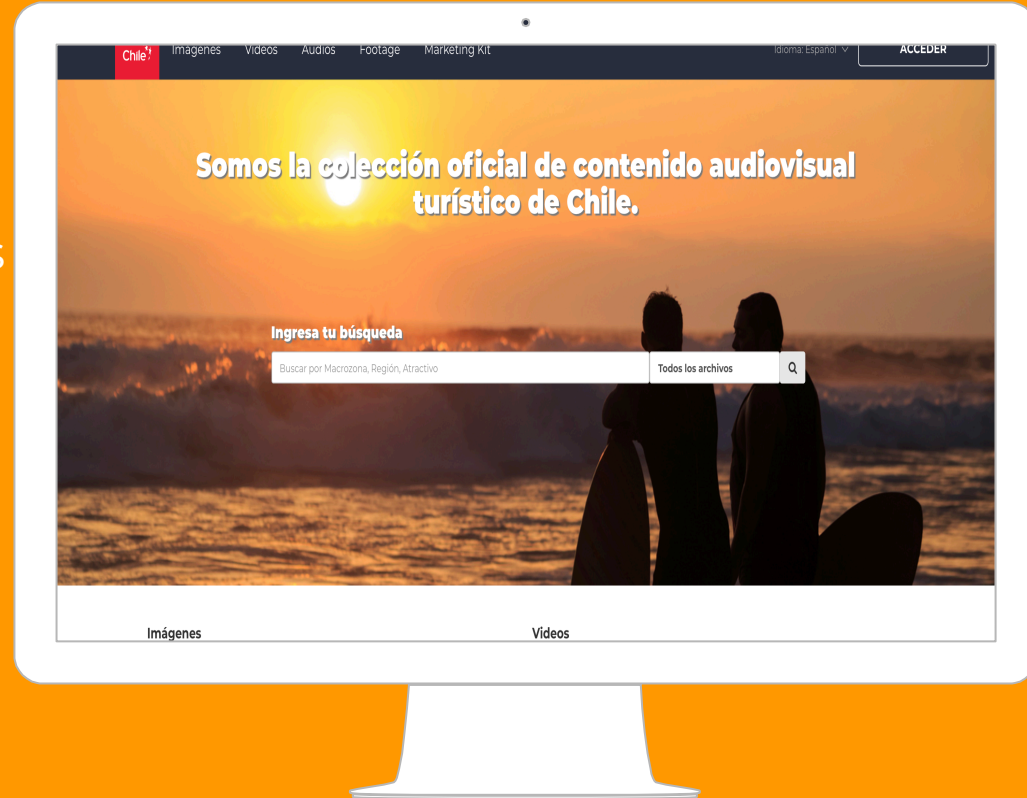 Chile
Imágenes Videos Audios Footage Marketing Kit Idioma: Español ACCEDER
Somos la colección oficial de contenido audiovisual
turístico de Chile.
s
Ingresa tu búsqueda
Buscar por Macrozona, Región, Atractivo Todos los archivos
Imágenes Videos